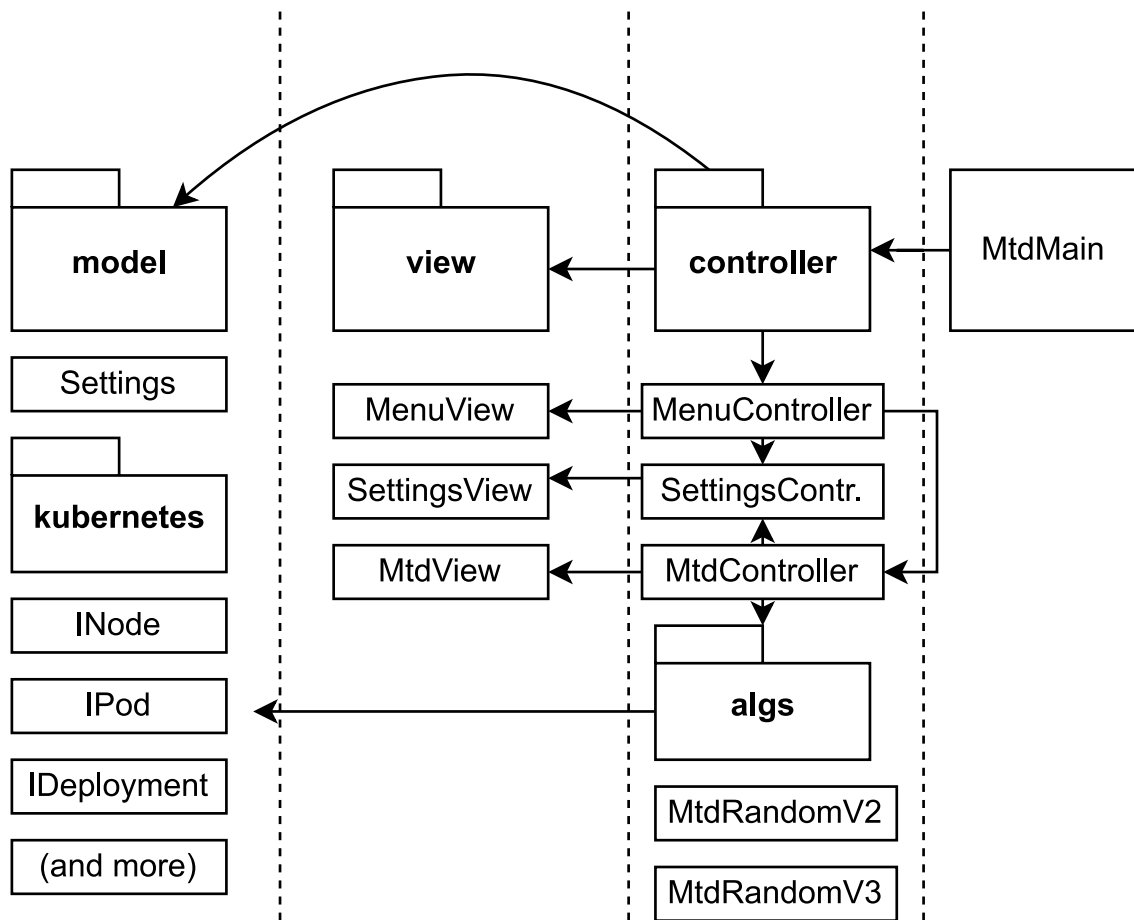 model
view
controller
MtdMain
Settings
MenuView
MenuController
kubernetes
SettingsView
SettingsContr.
MtdView
MtdController
INode
IPod
algs
IDeployment
MtdRandomV2
(and more)
MtdRandomV3